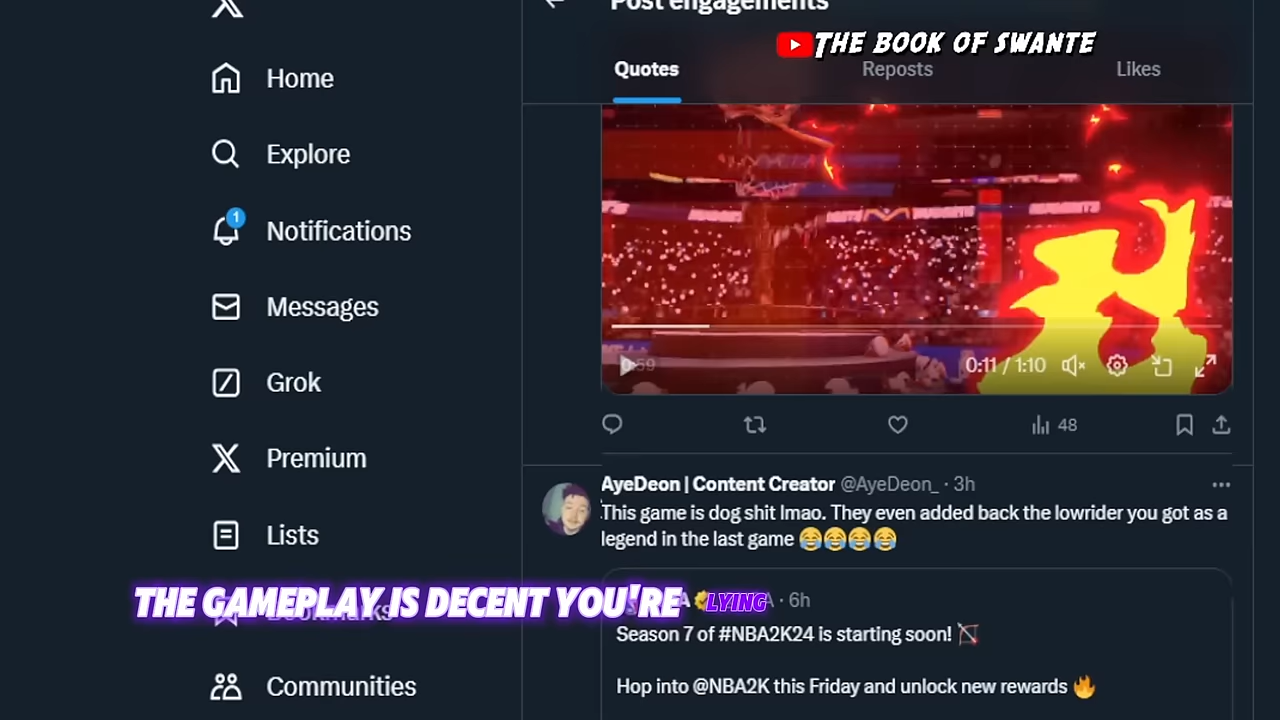 Post engagements
THE BOOK OF SWANTE
Quotes
Reposts
Likes
Home
Explore
Notifications
1
Messages
Grok
Premium
Lists
Bookmarks
Communities
0:59
0:11 / 1:10
48
AyeDeon | Content Creator @AyeDeon_ · 3h
This game is dog shit lmao. They even added back the lowrider you got as a
legend in the last game 😂😂😂😂
THE GAMEPLAY IS DECENT YOU'RE LYING
· 6h
Season 7 of #NBA2K24 is starting soon! 🏹
Hop into @NBA2K this Friday and unlock new rewards 🔥